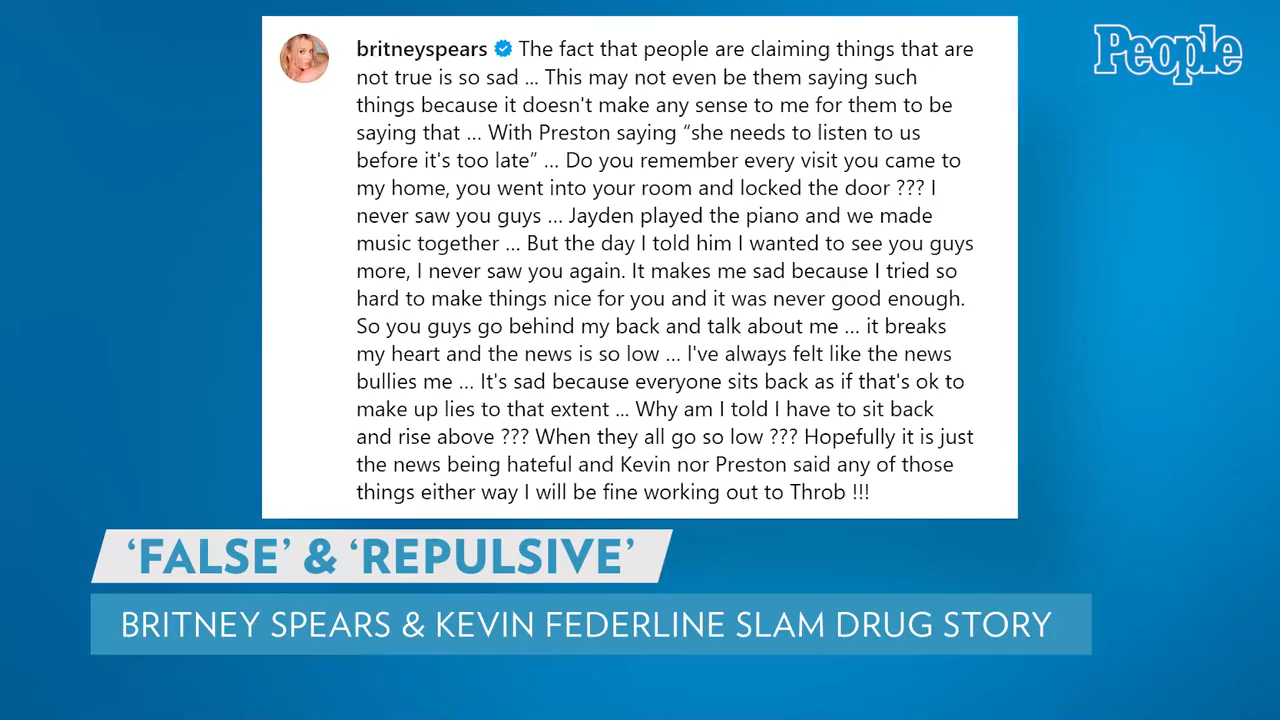 People
britneyspears The fact that people are claiming things that are
not true is so sad ... This may not even be them saying such
things because it doesn't make any sense to me for them to be
saying that ... With Preston saying “she needs to listen to us
before it's too late” ... Do you remember every visit you came to
my home, you went into your room and locked the door ??? I
never saw you guys ... Jayden played the piano and we made
music together ... But the day I told him I wanted to see you guys
more, I never saw you again. It makes me sad because I tried so
hard to make things nice for you and it was never good enough.
So you guys go behind my back and talk about me ... it breaks
my heart and the news is so low ... I've always felt like the news
bullies me ... It's sad because everyone sits back as if that's ok to
make up lies to that extent ... Why am I told I have to sit back
and rise above ??? When they all go so low ??? Hopefully it is just
the news being hateful and Kevin nor Preston said any of those
things either way I will be fine working out to Throb !!!
‘FALSE’ & ‘REPULSIVE’
BRITNEY SPEARS & KEVIN FEDERLINE SLAM DRUG STORY